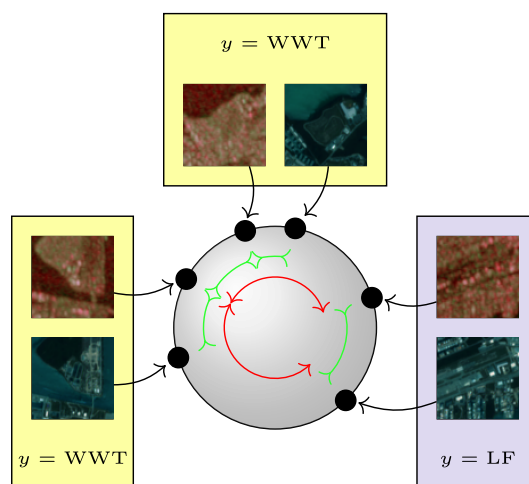 y = WWT
y = WWT
y = LF